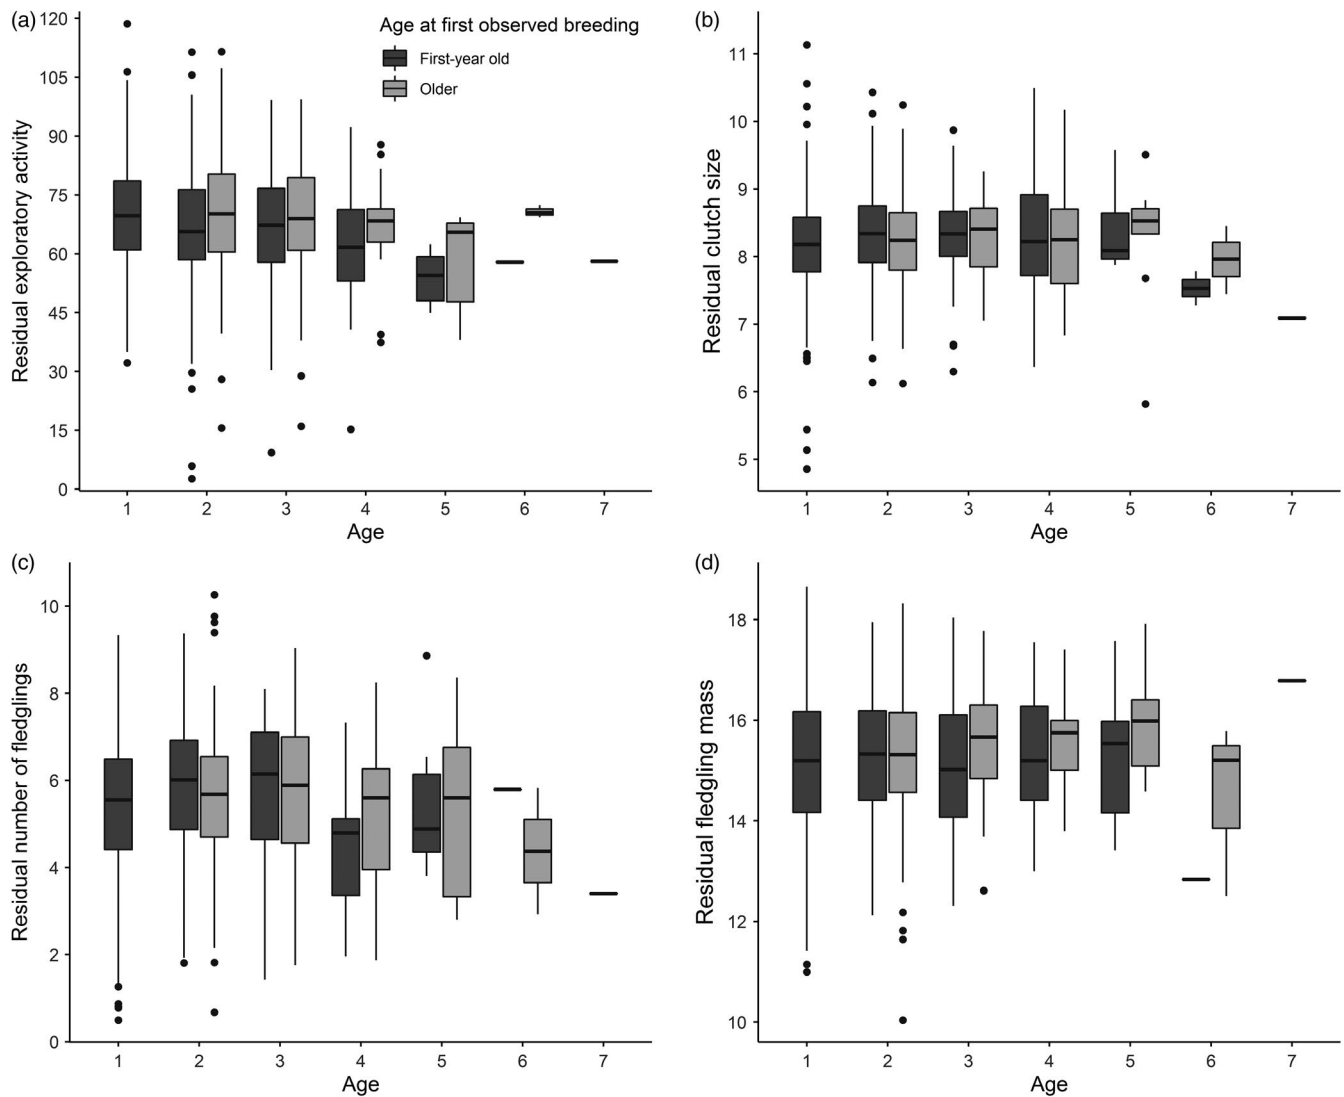 (a)
Age at first observed breeding
First-year old
Older
Residual exploratory activity
120
105
90
75
60
45
30
15
0
1 2 3 4 5 6 7
Age
(b)
Residual clutch size
11
10
9
8
7
6
5
1 2 3 4 5 6 7
Age
(c)
Residual number of fledglings
10
8
6
4
2
0
1 2 3 4 5 6 7
Age
(d)
Residual fledgling mass
18
16
14
12
10
1 2 3 4 5 6 7
Age